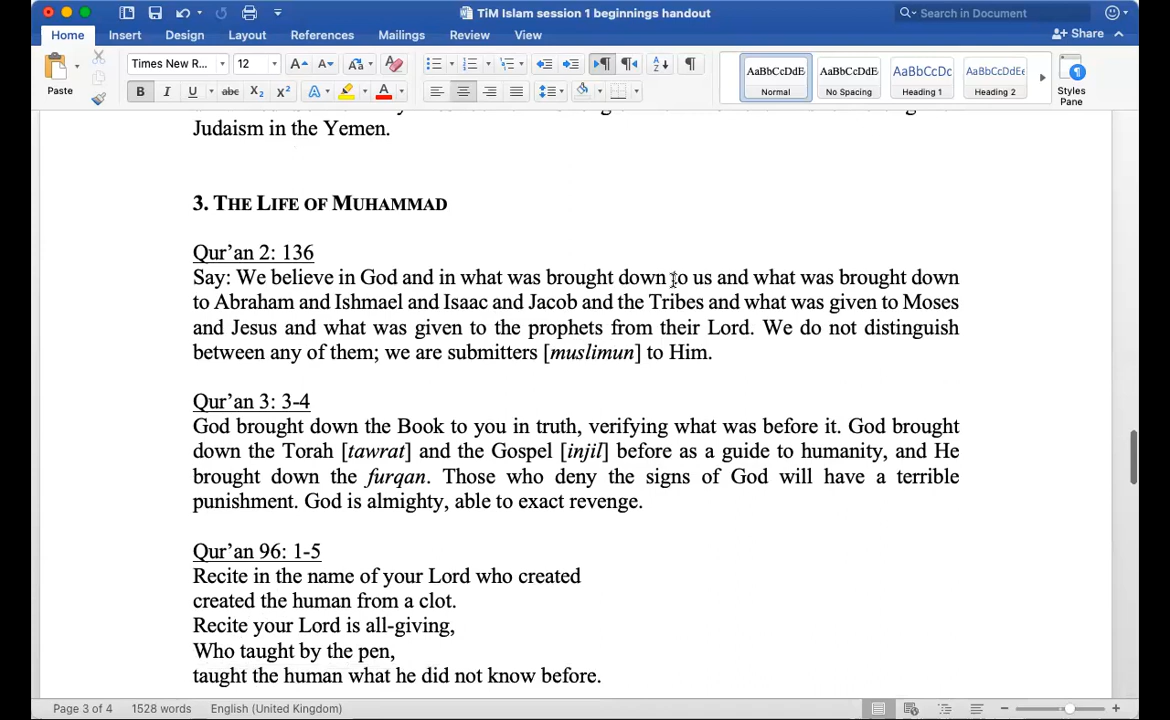 TiM Islam session 1 beginnings handout
Search in Document
Home
Insert
Design
Layout
References
Mailings
Review
View
Share
Paste
Times New R...
12
A
A
Aa
A
B
I
U
abc
X2
X2
A
A
A
Z
¶
AaBbCcDdE
Normal
AaBbCcDdE
No Spacing
AaBbCcDc
Heading 1
AaBbCcDdEe
Heading 2
Styles
Pane
Judaism in the Yemen.
3. THE LIFE OF MUHAMMAD
Qur’an 2: 136
Say: We believe in God and in what was brought down to us and what was brought down
to Abraham and Ishmael and Isaac and Jacob and the Tribes and what was given to Moses
and Jesus and what was given to the prophets from their Lord. We do not distinguish
between any of them; we are submitters [muslimun] to Him.
Qur’an 3: 3-4
God brought down the Book to you in truth, verifying what was before it. God brought
down the Torah [tawrat] and the Gospel [injil] before as a guide to humanity, and He
brought down the furqan. Those who deny the signs of God will have a terrible
punishment. God is almighty, able to exact revenge.
Qur’an 96: 1-5
Recite in the name of your Lord who created
created the human from a clot.
Recite your Lord is all-giving,
Who taught by the pen,
taught the human what he did not know before.
Page 3 of 4
1528 words
English (United Kingdom)